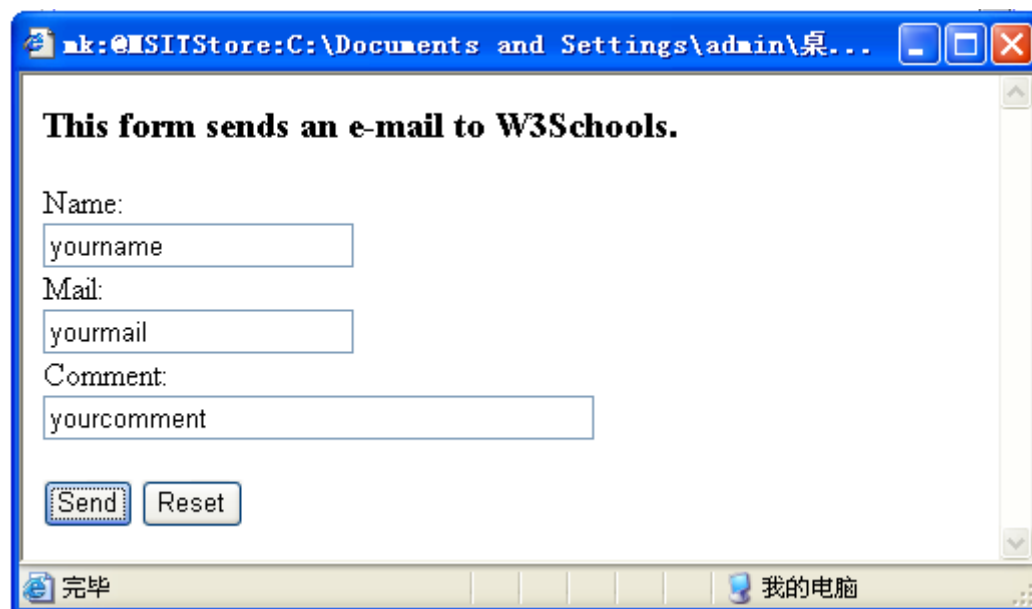 mk:@MSITStore:C:\Documents and Settings\admin\桌...
This form sends an e-mail to W3Schools.
Name:
yourname
Mail:
yourmail
Comment:
yourcomment
Send Reset
完毕 我的电脑